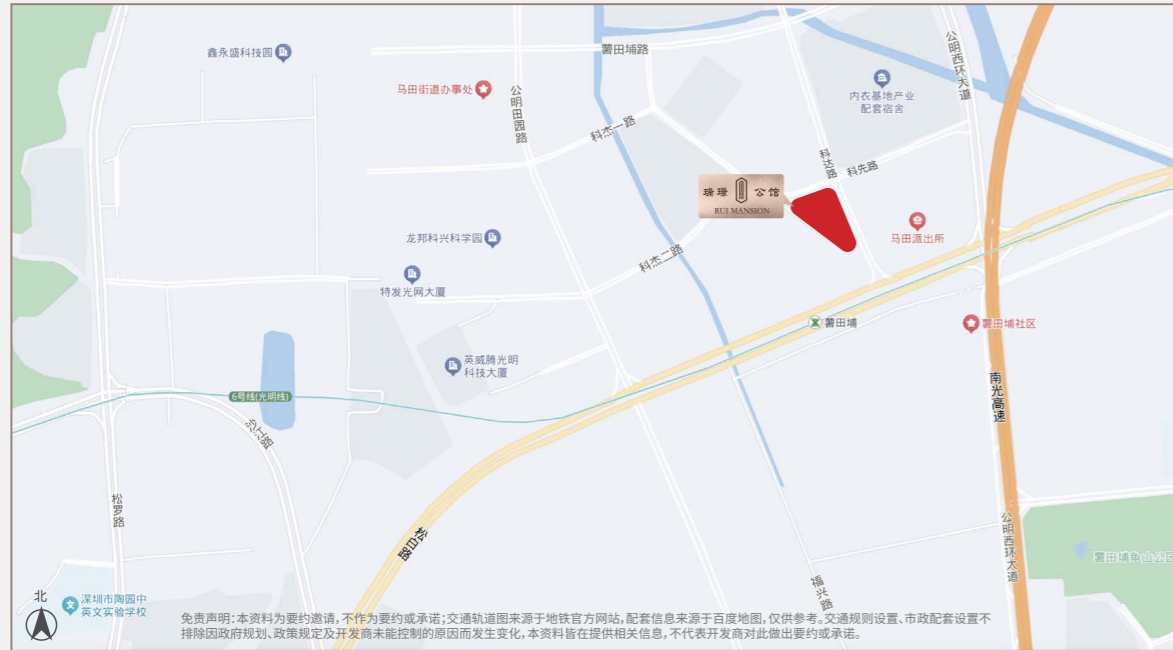 鑫永盛科技园
薯田埔路
公明西环大道
马田街道办事处
公明田园路
内衣基地产业
配套宿舍
科杰一路
科达路
科先路
瑞璟公馆
RUI MANSION
马田派出所
龙邦科兴科学园
科杰二路
特发光网大厦
薯田埔
薯田埔社区
英威腾光明
科技大厦
6号线(光明线)
南光高速
沙江路
松罗路
松白路
公明西环大道
薯田埔龟山公园
福兴路
北
深圳市陶园中
英文实验学校
免责声明:本资料为要约邀请,不作为要约或承诺;交通轨道图来源于地铁官方网站,配套信息来源于百度地图,仅供参考。交通规则设置、市政配套设置不
排除因政府规划、政策规定及开发商未能控制的原因而发生变化,本资料皆在提供相关信息,不代表开发商对此做出要约或承诺。